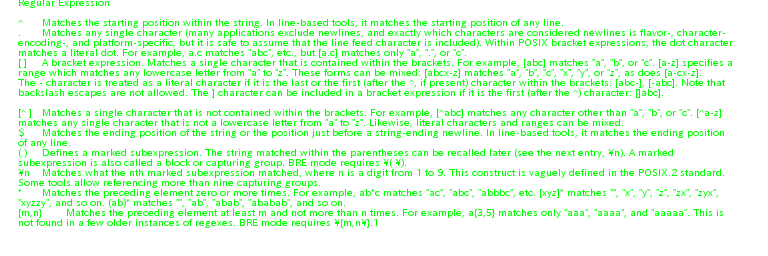 Regular Expression
^ Matches the starting position within the string. In line-based tools, it matches the starting position of any line.
. Matches any single character (many applications exclude newlines, and exactly which characters are considered newlines is flavor-, character-
encoding-, and platform-specific, but it is safe to assume that the line feed character is included). Within POSIX bracket expressions, the dot character
matches a literal dot. For example, a.c matches "abc", etc., but [a.c] matches only "a", ".", or "c".
[ ] A bracket expression. Matches a single character that is contained within the brackets. For example, [abc] matches "a", "b", or "c". [a-z] specifies a
range which matches any lowercase letter from "a" to "z". These forms can be mixed: [abcx-z] matches "a", "b", "c", "x", "y", or "z", as does [a-cx-z].
The - character is treated as a literal character if it is the last or the first (after the ^, if present) character within the brackets: [abc-], [-abc]. Note that
backslash escapes are not allowed. The ] character can be included in a bracket expression if it is the first (after the ^) character: []abc].
[^ ] Matches a single character that is not contained within the brackets. For example, [^abc] matches any character other than "a", "b", or "c". [^a-z]
matches any single character that is not a lowercase letter from "a" to "z". Likewise, literal characters and ranges can be mixed.
$ Matches the ending position of the string or the position just before a string-ending newline. In line-based tools, it matches the ending position
of any line.
( ) Defines a marked subexpression. The string matched within the parentheses can be recalled later (see the next entry, ¥n). A marked
subexpression is also called a block or capturing group. BRE mode requires ¥( ¥).
¥n Matches what the nth marked subexpression matched, where n is a digit from 1 to 9. This construct is vaguely defined in the POSIX.2 standard.
Some tools allow referencing more than nine capturing groups.
* Matches the preceding element zero or more times. For example, ab*c matches "ac", "abc", "abbbc", etc. [xyz]* matches "", "x", "y", "z", "zx", "zyx",
"xyzzy", and so on. (ab)* matches "", "ab", "abab", "ababab", and so on.
{m,n} Matches the preceding element at least m and not more than n times. For example, a{3,5} matches only "aaa", "aaaa", and "aaaaa". This is
not found in a few older instances of regexes. BRE mode requires ¥{m,n¥}.1